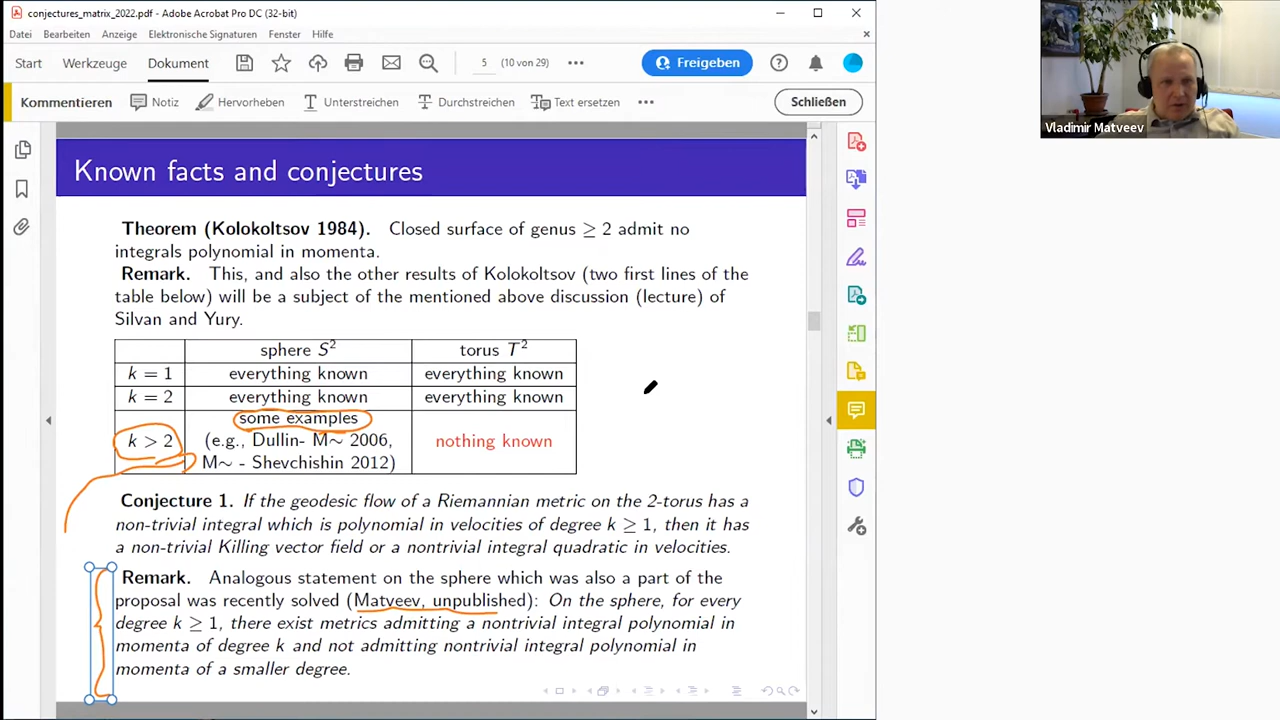 conjectures_matrix_2022.pdf - Adobe Acrobat Pro DC (32-bit)
Datei Bearbeiten Anzeige Elektronische Signaturen Fenster Hilfe
Start Werkzeuge Dokument 5 (10 von 29) Freigeben
Kommentieren Notiz Hervorheben Unterstreichen Durchstreichen Text ersetzen Schließen
Vladimir Matveev
Known facts and conjectures
Theorem (Kolokoltsov 1984). Closed surface of genus ≥ 2 admit no
integrals polynomial in momenta.
Remark. This, and also the other results of Kolokoltsov (two first lines of the
table below) will be a subject of the mentioned above discussion (lecture) of
Silvan and Yury.
sphere S² torus T²
k = 1 everything known everything known
k = 2 everything known everything known
some examples
k > 2 (e.g., Dullin- M∼ 2006, nothing known
M∼ - Shevchishin 2012)
Conjecture 1. If the geodesic flow of a Riemannian metric on the 2-torus has a
non-trivial integral which is polynomial in velocities of degree k ≥ 1, then it has
a non-trivial Killing vector field or a nontrivial integral quadratic in velocities.
Remark. Analogous statement on the sphere which was also a part of the
proposal was recently solved (Matveev, unpublished): On the sphere, for every
degree k ≥ 1, there exist metrics admitting a nontrivial integral polynomial in
momenta of degree k and not admitting nontrivial integral polynomial in
momenta of a smaller degree.